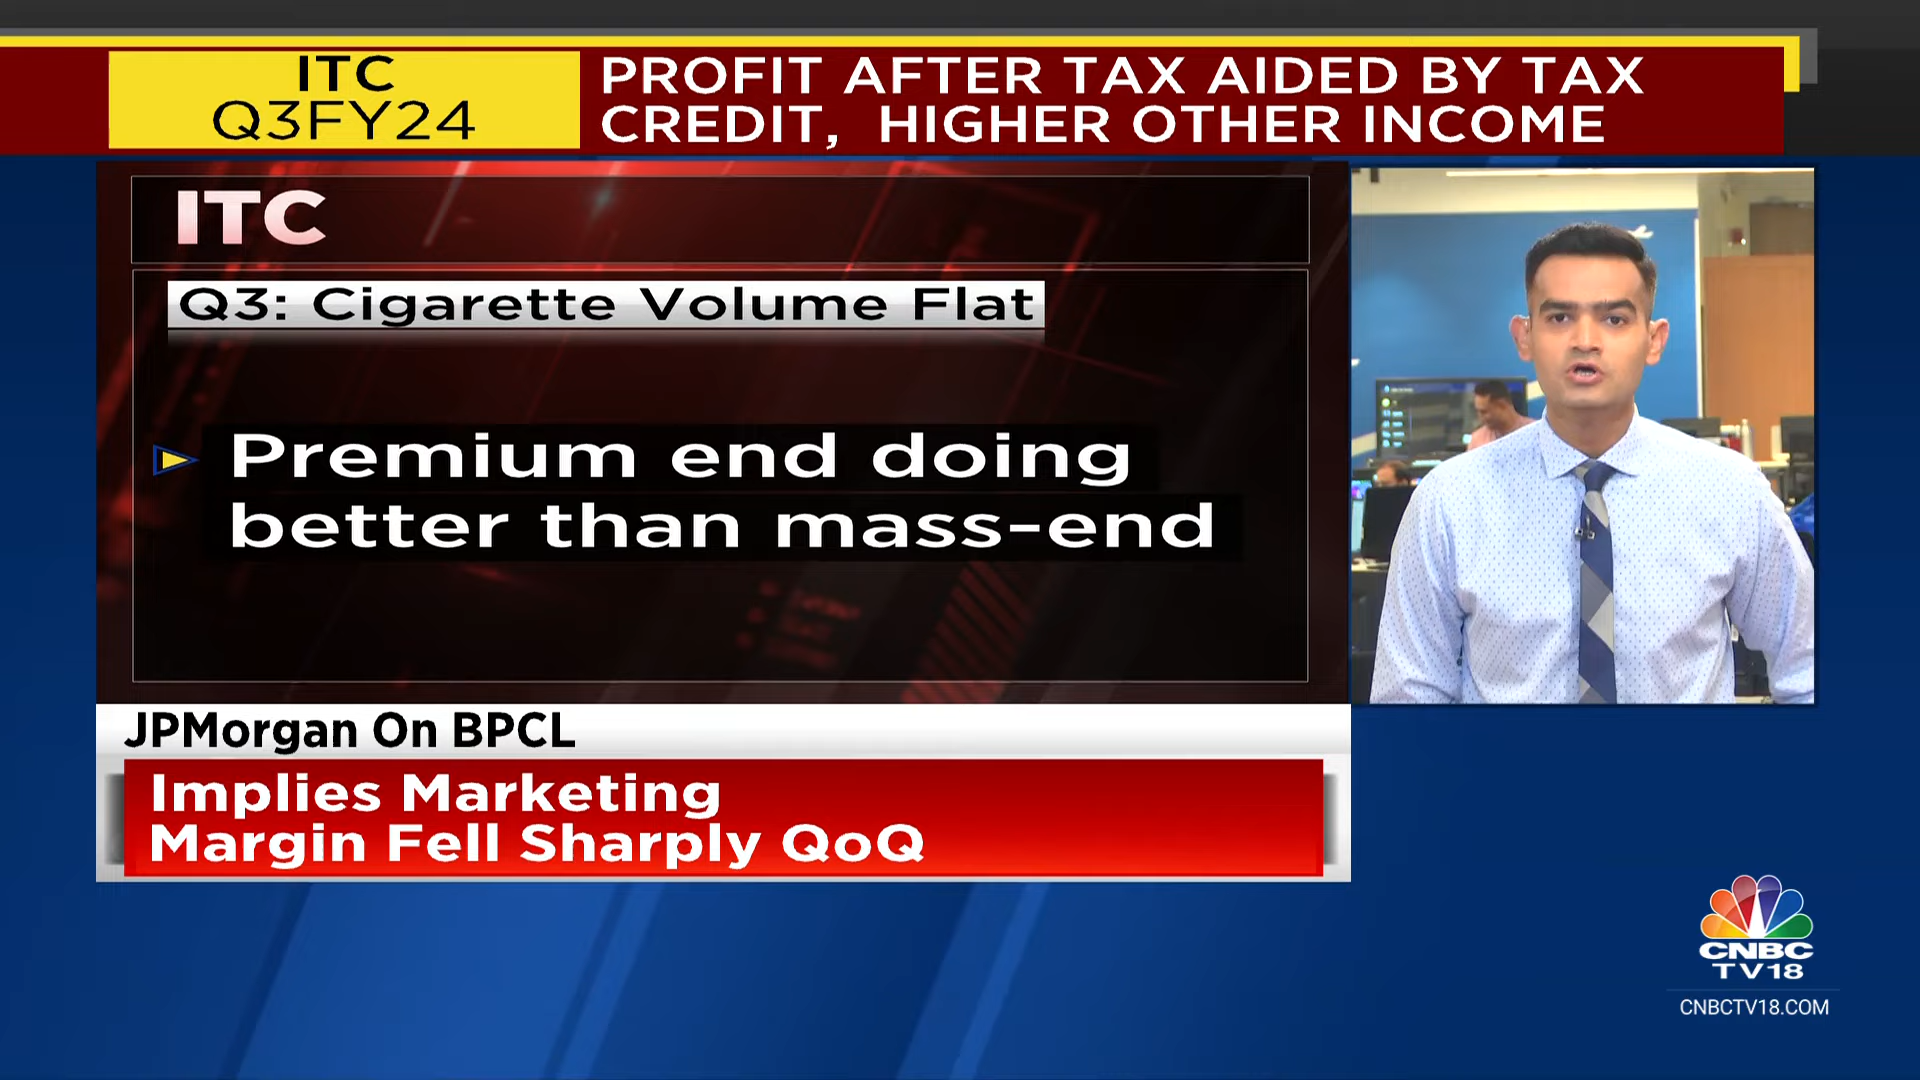 ITC
Q3FY24
PROFIT AFTER TAX AIDED BY TAX
CREDIT, HIGHER OTHER INCOME
ITC
Q3: Cigarette Volume Flat
Premium end doing
better than mass-end
JPMorgan On BPCL
Implies Marketing
Margin Fell Sharply QoQ
CNBC
TV18
CNBCTV18.COM